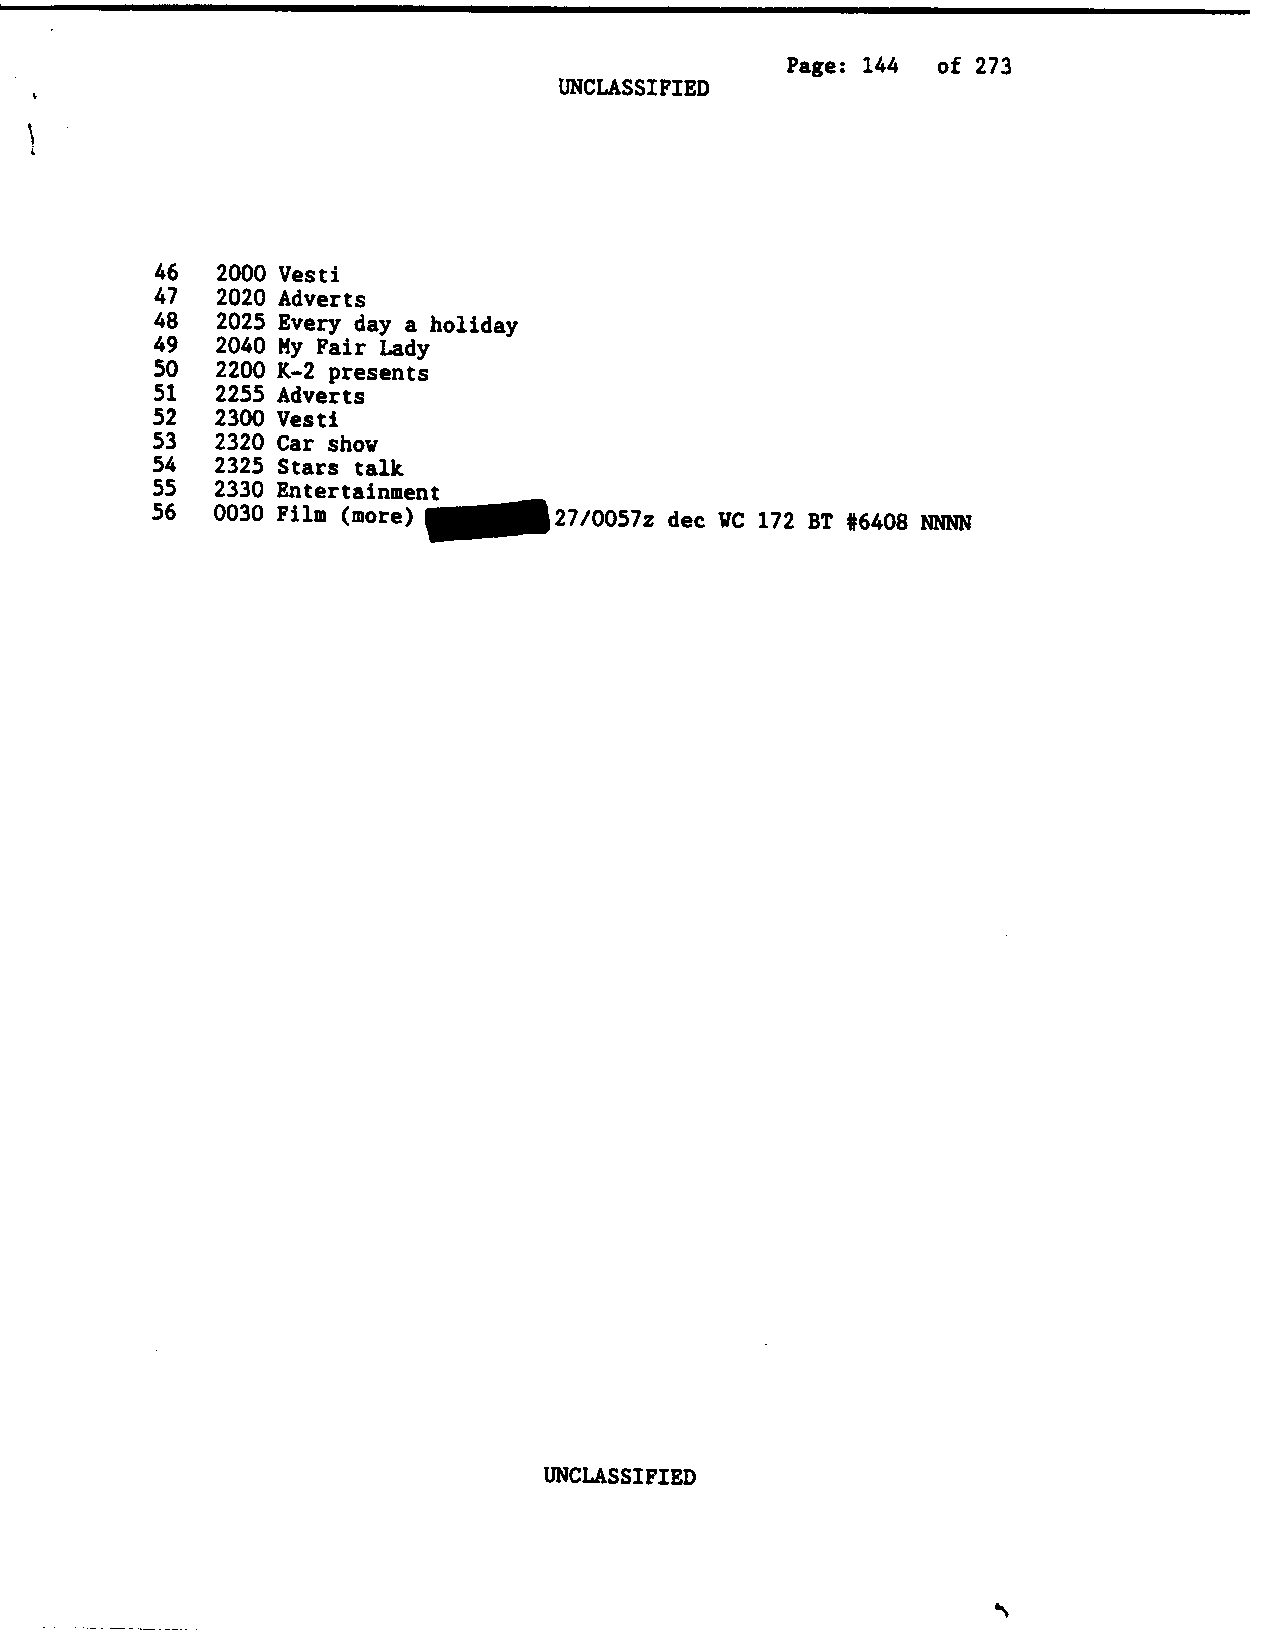 Page: 144 of 273
UNCLASSIFIED
46 2000 Vesti
47 2020 Adverts
48 2025 Every day a holiday
49 2040 My Fair Lady
50 2200 K-2 presents
51 2255 Adverts
52 2300 Vesti
53 2320 Car show
54 2325 Stars talk
55 2330 Entertainment
56 0030 Film (more) 27/0057z dec WC 172 BT #6408 NNNN
UNCLASSIFIED